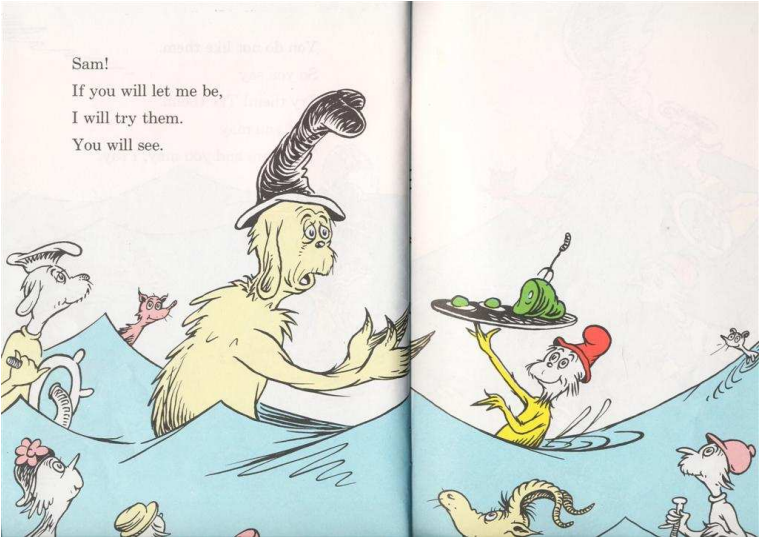 Sam!
If you will let me be,
I will try them.
You will see.